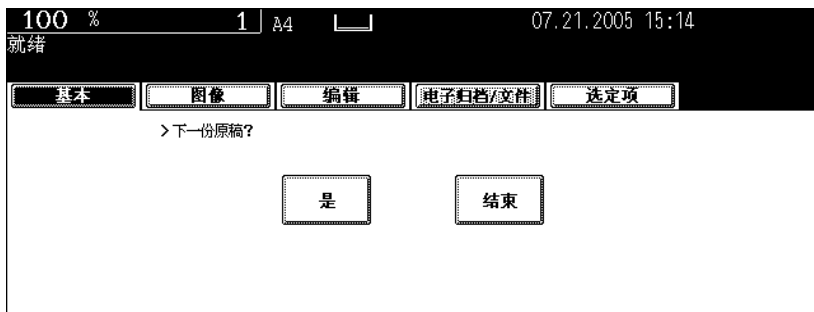 100 % 1 A4 07.21.2005 15:14
就绪
基本 图像 编辑 电子归档/文件 选定项
>下一份原稿?
是 结束